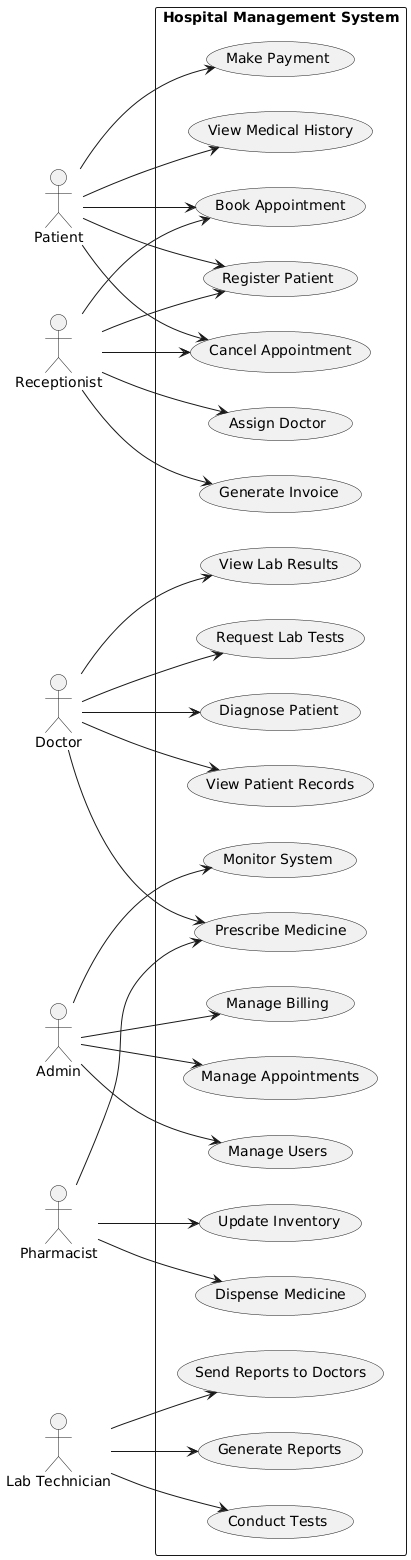 Hospital Management System
Make Payment
View Medical History
Book Appointment
Patient
Register Patient
Cancel Appointment
Receptionist
Assign Doctor
Generate Invoice
View Lab Results
Request Lab Tests
Diagnose Patient
Doctor
View Patient Records
Monitor System
Prescribe Medicine
Manage Billing
Admin
Manage Appointments
Manage Users
Update Inventory
Pharmacist
Dispense Medicine
Send Reports to Doctors
Generate Reports
Lab Technician
Conduct Tests